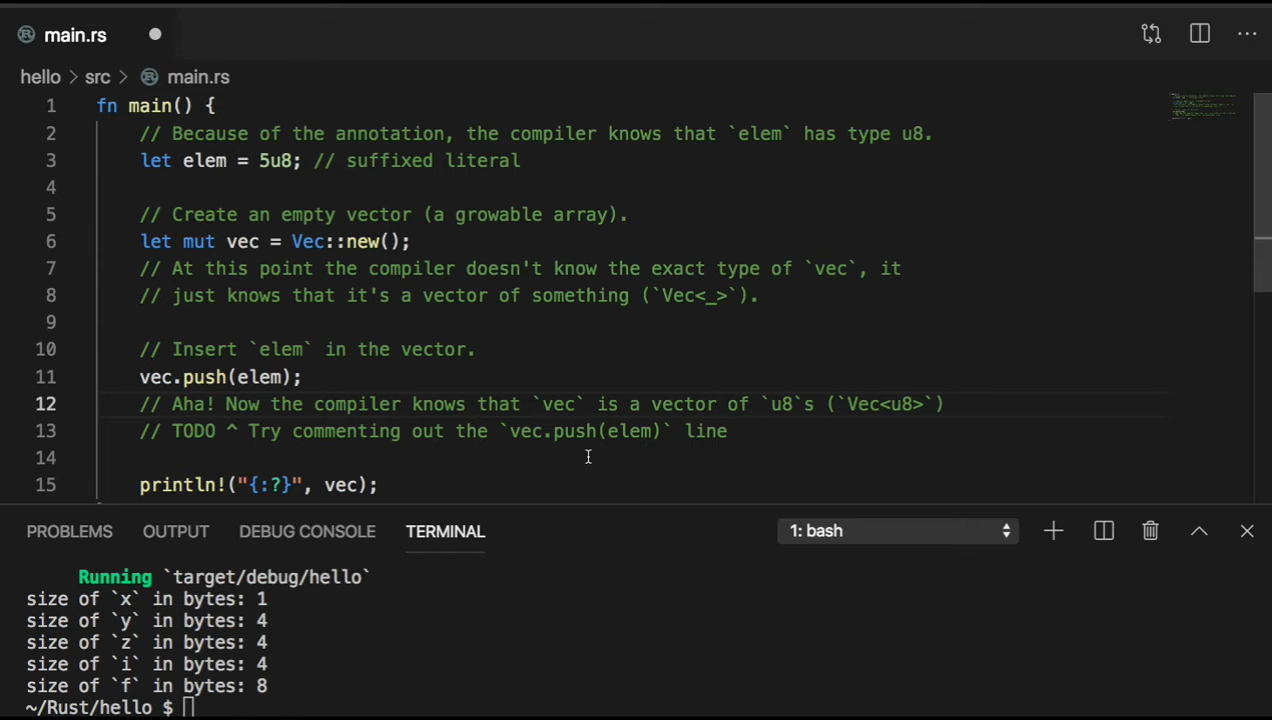 main.rs
hello > src > main.rs
1 fn main() {
2 // Because of the annotation, the compiler knows that `elem` has type u8.
3 let elem = 5u8; // suffixed literal
4
5 // Create an empty vector (a growable array).
6 let mut vec = Vec::new();
7 // At this point the compiler doesn't know the exact type of `vec`, it
8 // just knows that it's a vector of something (`Vec<_>`).
9
10 // Insert `elem` in the vector.
11 vec.push(elem);
12 // Aha! Now the compiler knows that `vec` is a vector of `u8`s (`Vec<u8>`)
13 // TODO ^ Try commenting out the `vec.push(elem)` line
14
15 println!("{:?}", vec);
PROBLEMS OUTPUT DEBUG CONSOLE TERMINAL 1: bash
Running `target/debug/hello`
size of `x` in bytes: 1
size of `y` in bytes: 4
size of `z` in bytes: 4
size of `i` in bytes: 4
size of `f` in bytes: 8
~/Rust/hello $